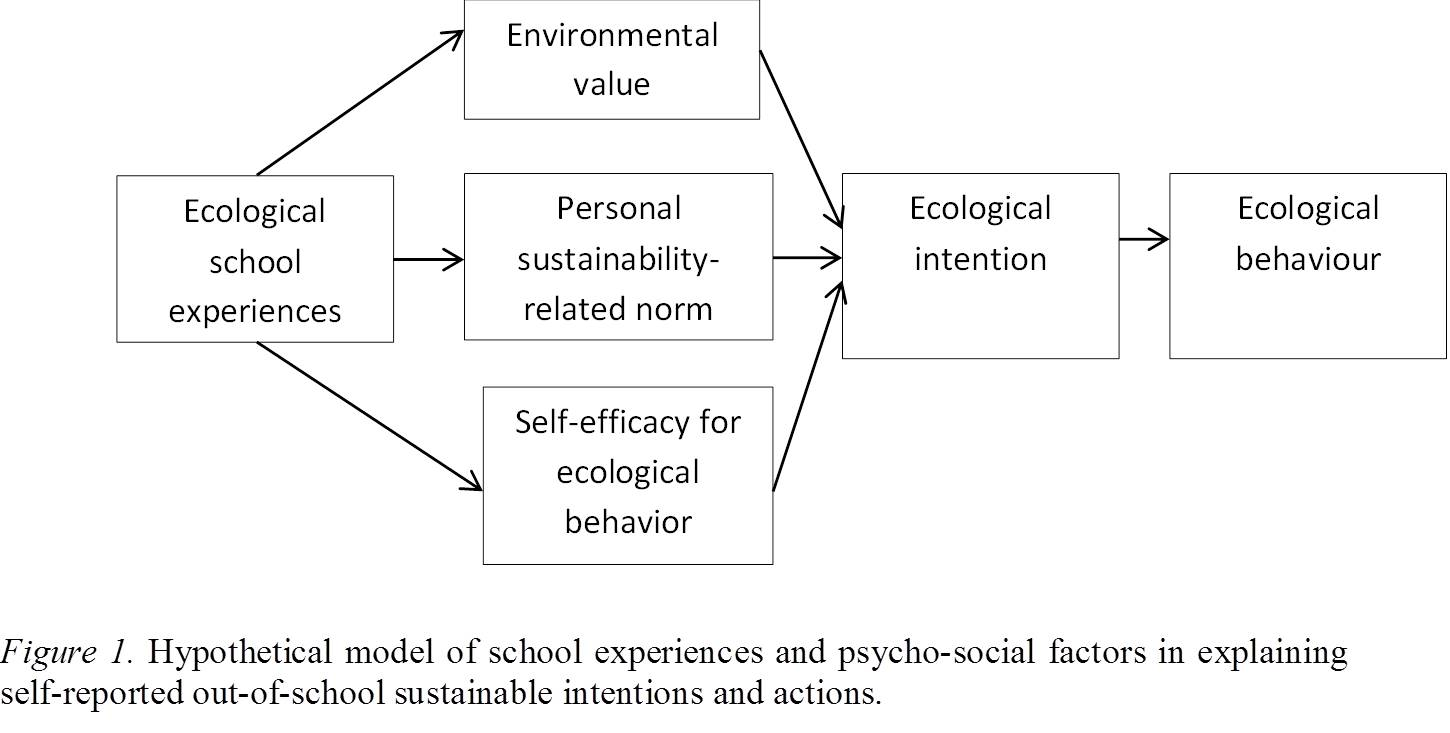 Environmental
value
Ecological
school
experiences
Personal
sustainability-
related norm
Self-efficacy for
ecological
behavior
Ecological
intention
Ecological
behaviour
Figure 1. Hypothetical model of school experiences and psycho-social factors in explaining
self-reported out-of-school sustainable intentions and actions.